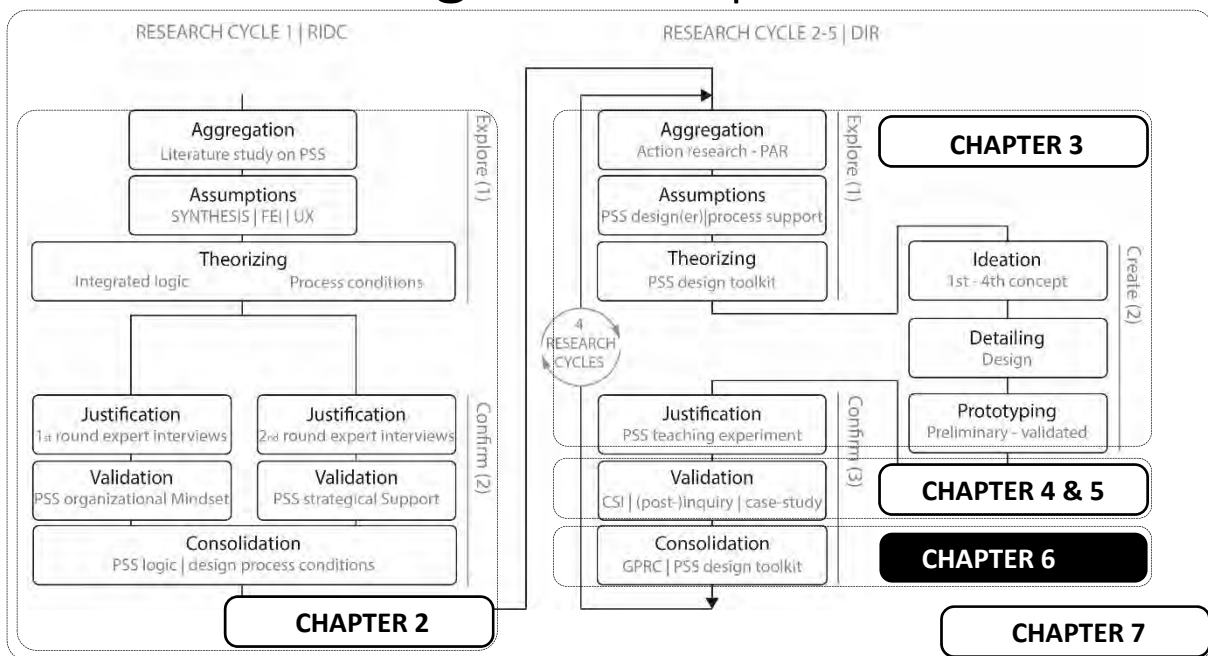 RESEARCH CYCLE 1 | RIDC
Aggregation
Literature study on PSS
Assumptions
SYNTHESIS | FEI | UX
Theorizing
Integrated logic Process conditions
Explore (1)
Justification
1st round expert interviews
Justification
2nd round expert interviews
Validation
PSS organizational Mindset
Validation
PSS strategical Support
Confirm (2)
Consolidation
PSS logic | design process conditions
CHAPTER 2
RESEARCH CYCLE 2-5 | DIR
Aggregation
Action research - PAR
Assumptions
PSS design(er)|process support
Theorizing
PSS design toolkit
Explore (1)
CHAPTER 3
Ideation
1st - 4th concept
Detailing
Design
Prototyping
Preliminary - validated
Create (2)
4
RESEARCH
CYCLES
Justification
PSS teaching experiment
Validation
CSI | (post-)inquiry | case-study
Confirm (3)
CHAPTER 4 & 5
Consolidation
GPRC | PSS design toolkit
CHAPTER 6
CHAPTER 7